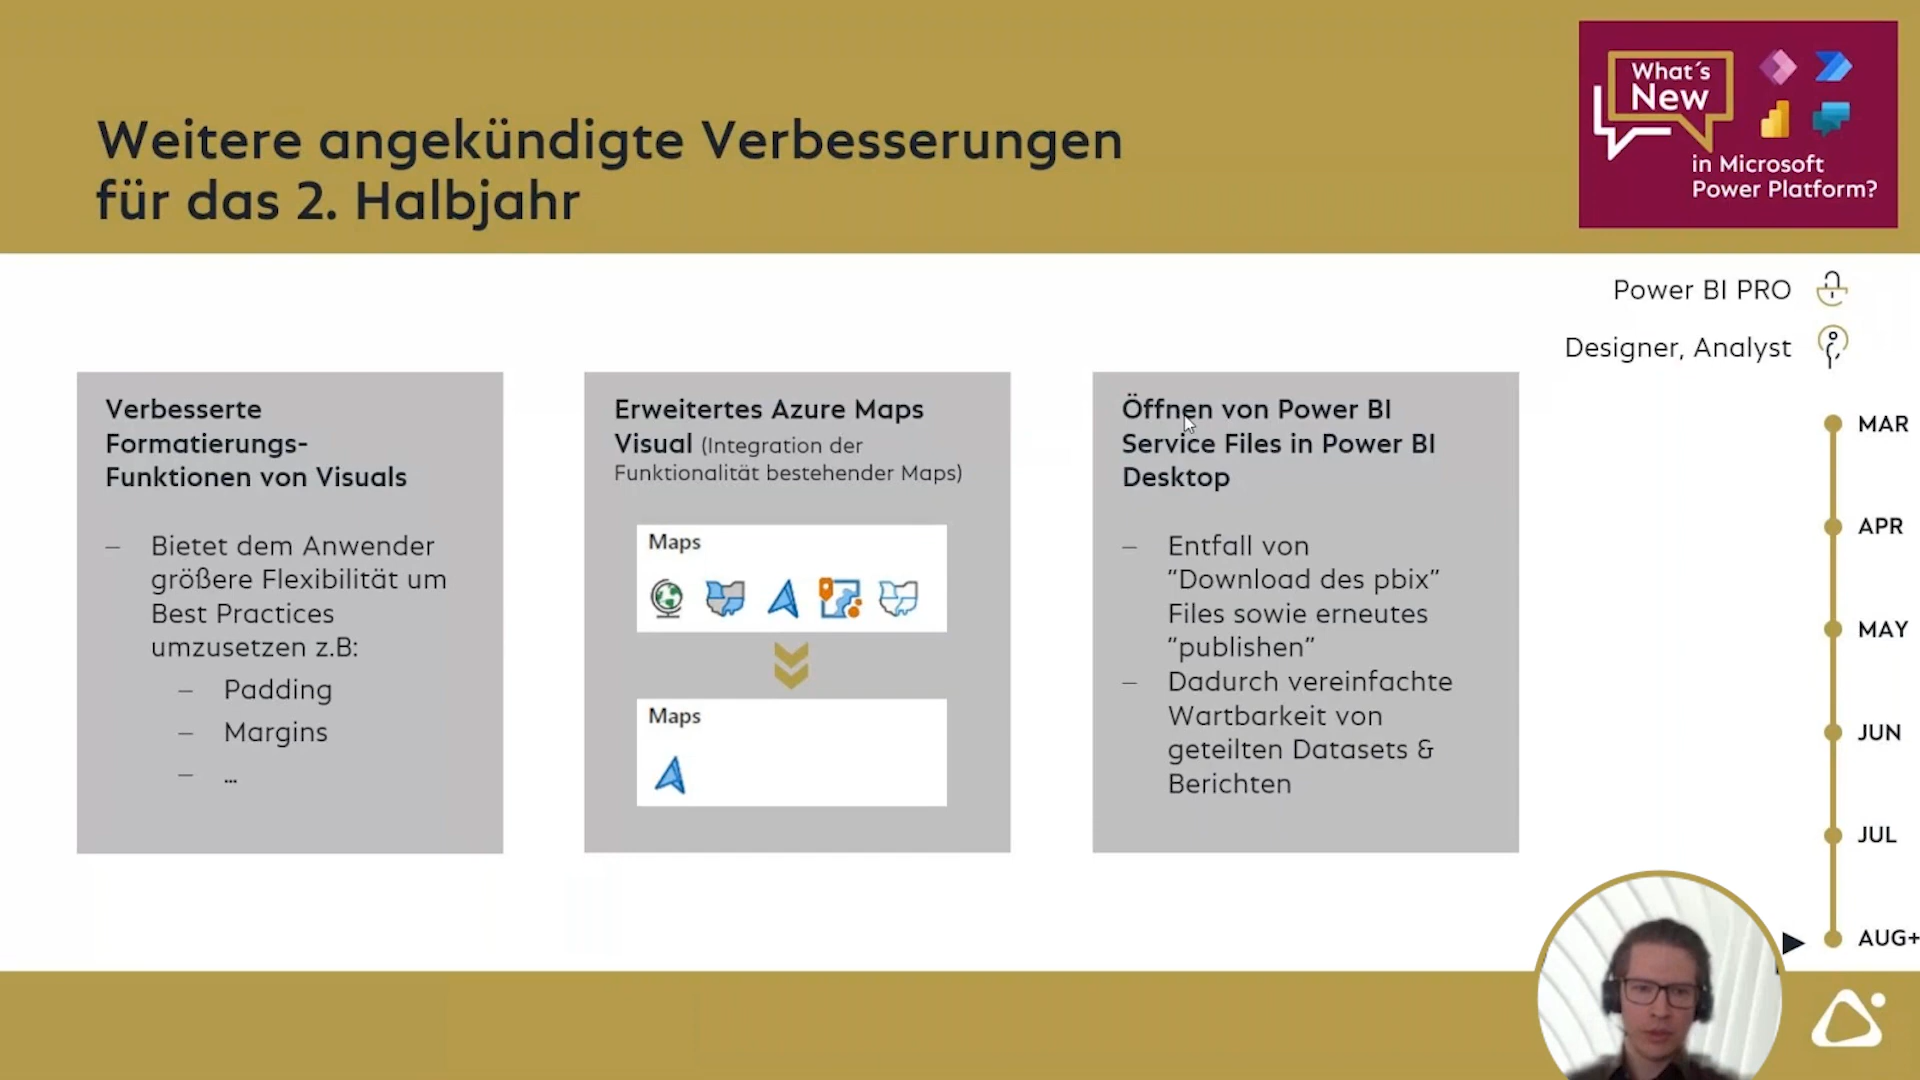 Weitere angekündigte Verbesserungen
für das 2. Halbjahr
What´s
New
in Microsoft
Power Platform?
Power BI PRO
Designer, Analyst
Verbesserte
Formatierungs-
Funktionen von Visuals
– Bietet dem Anwender
größere Flexibilität um
Best Practices
umzusetzen z.B:
– Padding
– Margins
– …
Erweitertes Azure Maps
Visual (Integration der
Funktionalität bestehender Maps)
Maps
Maps
Öffnen von Power BI
Service Files in Power BI
Desktop
– Entfall von
“Download des pbix”
Files sowie erneutes
“publishen”
– Dadurch vereinfachte
Wartbarkeit von
geteilten Datasets &
Berichten
MAR
APR
MAY
JUN
JUL
AUG+